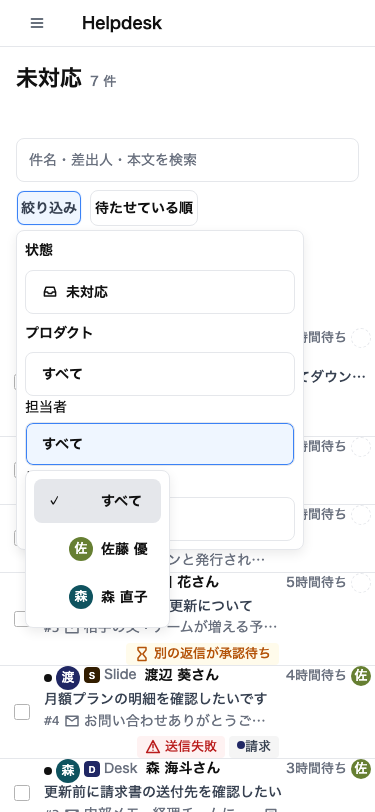 Helpdesk
未対応 7 件
件名・差出人・本文を検索
絞り込み 待たせている順
状態
未対応
プロダクト
すべて
担当者
すべて
✓ すべて
佐 佐藤 優
森 森 直子
時間待ち
てダウン…
時間待ち
時間待ち
ンと発行され…
花さん 5時間待ち
更新について
チームが増える予…
別の返信が承認待ち
渡 S Slide 渡辺 葵さん 4時間待ち 佐
月額プランの明細を確認したいです
#4 お問い合わせありがとうご…
送信失敗 請求
森 D Desk 森 海斗さん 3時間待ち 佐
更新前に請求書の送付先を確認したい